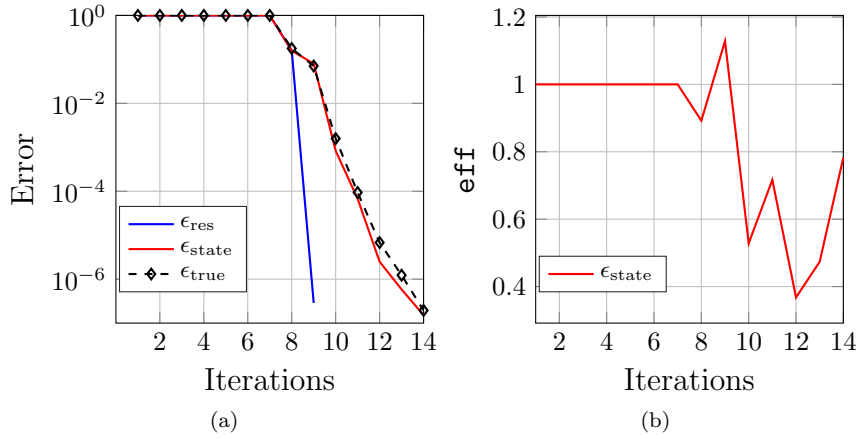 10^0
10^−2
10^−4
10^−6
Error
ϵ_res
ϵ_state
ϵ_true
2 4 6 8 10 12 14
Iterations
(a)
1.2
1
0.8
0.6
0.4
eff
ϵ_state
2 4 6 8 10 12 14
Iterations
(b)